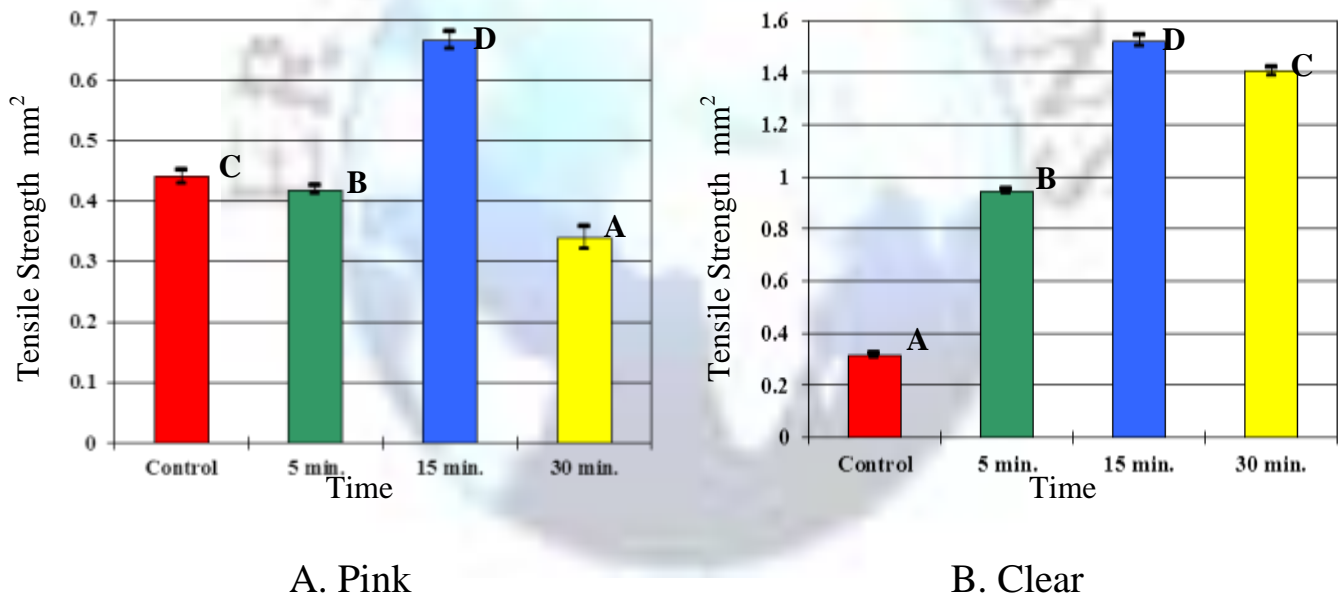 0.7
0.6
0.5
0.4
0.3
0.2
0.1
0
Tensile Strength mm²
C
B
D
A
Control 5 min. 15 min. 30 min.
Time
A. Pink
1.6
1.4
1.2
1
0.8
0.6
0.4
0.2
0
Tensile Strength mm²
A
B
D
C
Control 5 min. 15 min. 30 min.
Time
B. Clear